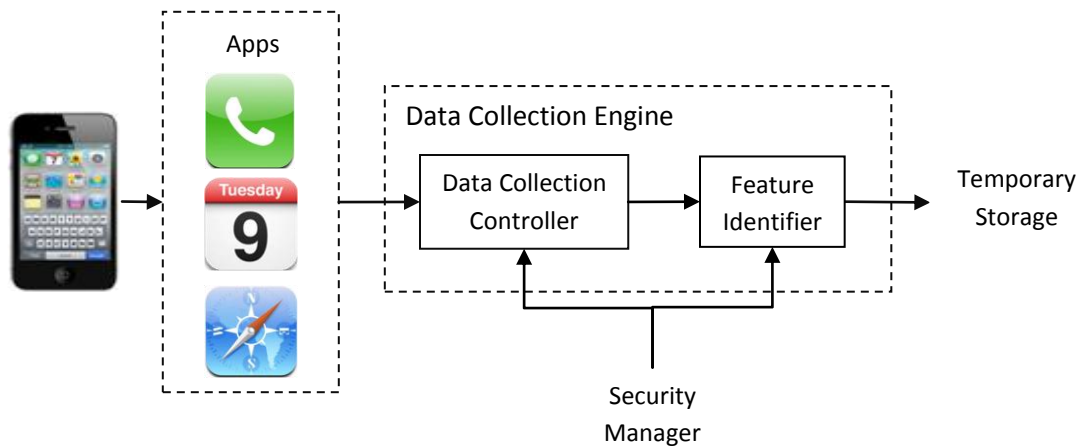 Apps
Data Collection Engine
Tuesday
9
Data Collection
Controller
Feature
Identifier
Temporary
Storage
Security
Manager